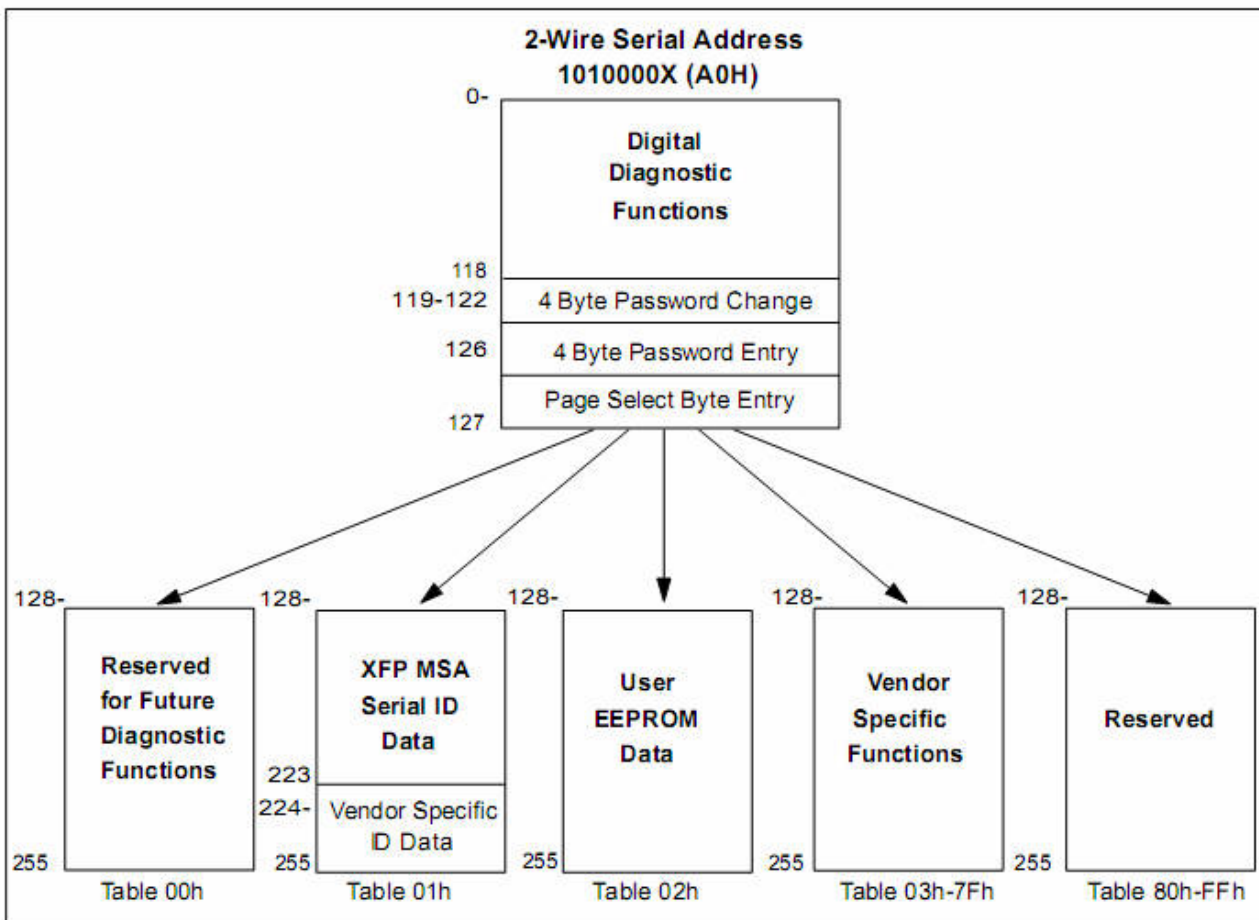 2-Wire Serial Address
1010000X (A0H)
0-
Digital
Diagnostic
Functions
118
119-122
4 Byte Password Change
126
4 Byte Password Entry
Page Select Byte Entry
127
128-
Reserved
for Future
Diagnostic
Functions
255
Table 00h
128-
XFP MSA
Serial ID
Data
223
224-
Vendor Specific
ID Data
255
Table 01h
128-
User
EEPROM
Data
255
Table 02h
128-
Vendor
Specific
Functions
255
Table 03h-7Fh
128-
Reserved
255
Table 80h-FFh